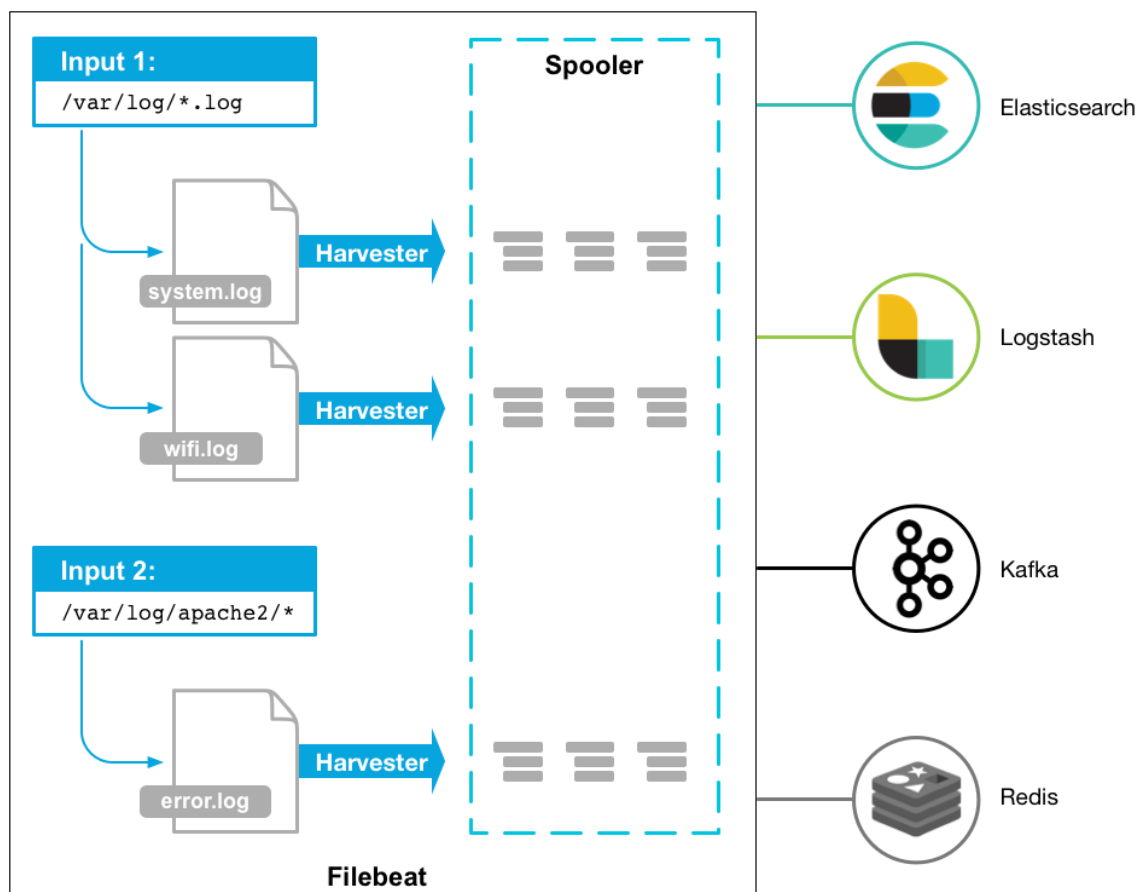 Input 1:
/var/log/*.log
Spooler
Harvester
system.log
Harvester
wifi.log
Input 2:
/var/log/apache2/*
Harvester
error.log
Filebeat
Elasticsearch
Logstash
Kafka
Redis